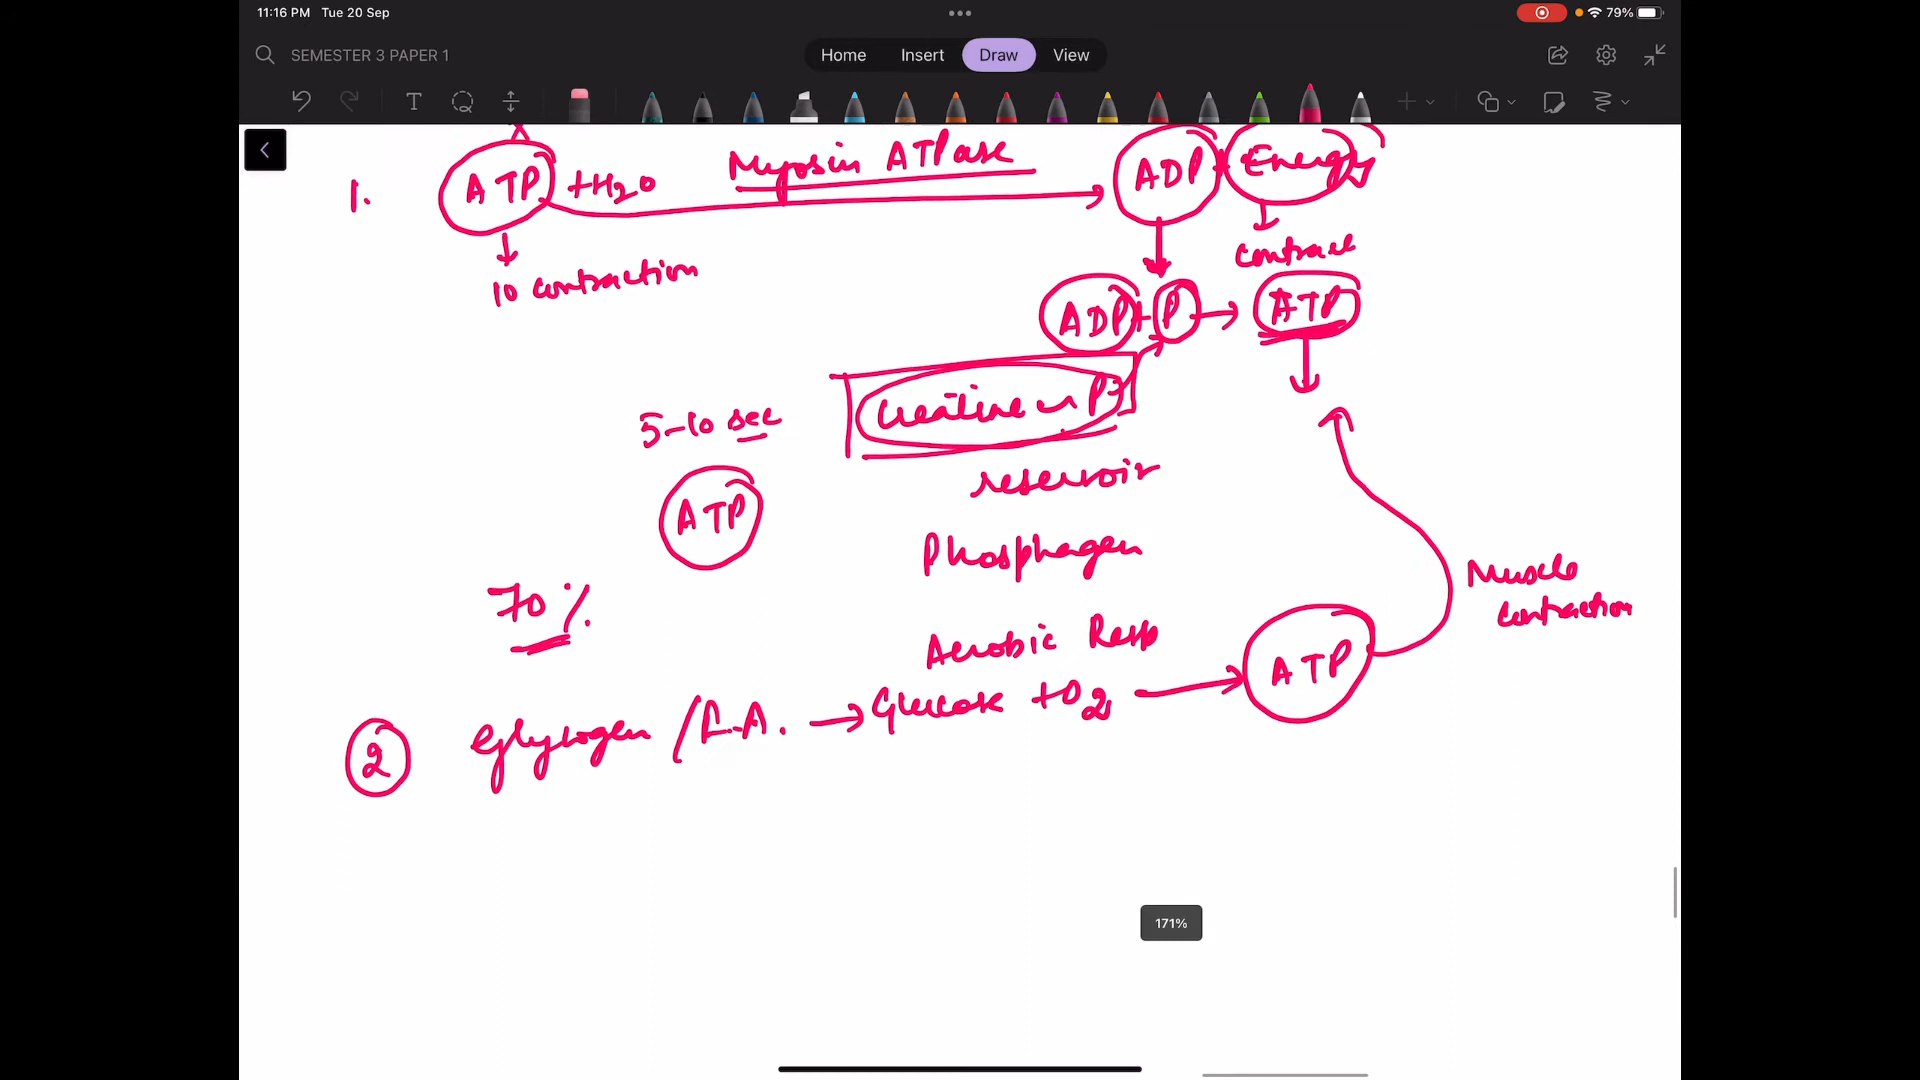 11:16 PM Tue 20 Sep
79%
SEMESTER 3 PAPER 1
Home Insert Draw View
1. ATP +H2O Myosin ATPase ADP + Energy
10 contraction
contract
ADP + P → ATP
Creatine ~ P
5-10 sec
reservoir
ATP
Phosphagen
70%
Muscle contraction
Aerobic Resp
2 Glycogen / F.A. → Glucose +O2 → ATP
171%